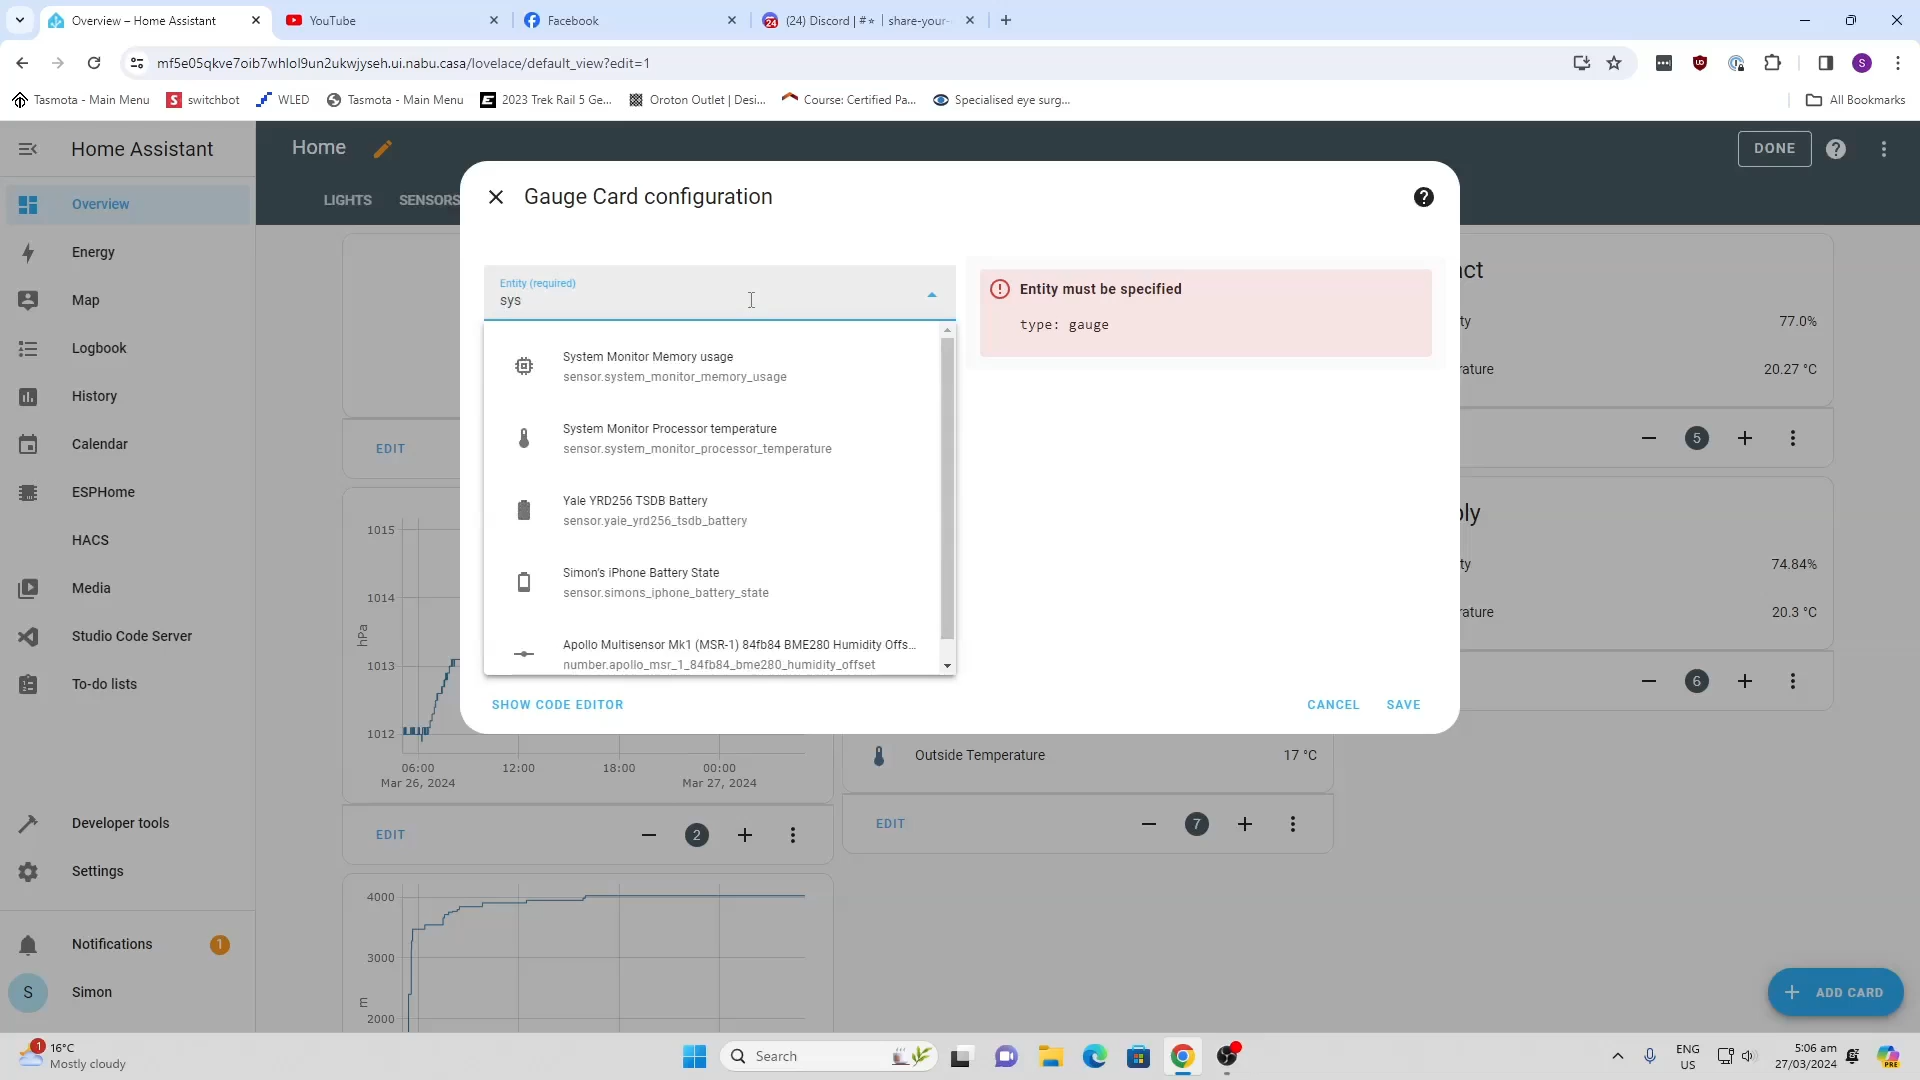 Overview – Home Assistant
YouTube
Facebook
(24) Discord | #⭑ | share-your-
mf5e05qkve7oib7whlol9un2ukwjyseh.ui.nabu.casa/lovelace/default_view?edit=1
S
Tasmota - Main Menu
switchbot
WLED
Tasmota - Main Menu
2023 Trek Rail 5 Ge...
Oroton Outlet | Desi...
Course: Certified Pa...
Specialised eye surg...
All Bookmarks
Home Assistant
Home
DONE
LIGHTS
SENSORS
Overview
Energy
Map
Logbook
History
Calendar
ESPHome
HACS
Media
Studio Code Server
To-do lists
Developer tools
Settings
Notifications
1
S
Simon
Gauge Card configuration
Entity (required)
sys
System Monitor Memory usage
sensor.system_monitor_memory_usage
System Monitor Processor temperature
sensor.system_monitor_processor_temperature
Yale YRD256 TSDB Battery
sensor.yale_yrd256_tsdb_battery
Simon's iPhone Battery State
sensor.simons_iphone_battery_state
Apollo Multisensor Mk1 (MSR-1) 84fb84 BME280 Humidity Offs...
number.apollo_msr_1_84fb84_bme280_humidity_offset
Entity must be specified
type: gauge
SHOW CODE EDITOR
CANCEL
SAVE
EDIT
1015
1014
hPa
1013
1012
06:00
12:00
18:00
00:00
Mar 26, 2024
Mar 27, 2024
EDIT
2
4000
3000
m
2000
Outside Temperature
17 °C
EDIT
7
ct
ty
77.0%
ature
20.27 °C
5
ly
ty
74.84%
ature
20.3 °C
6
ADD CARD
1
16°C
Mostly cloudy
Search
ENG
US
5:06 am
27/03/2024
PRE